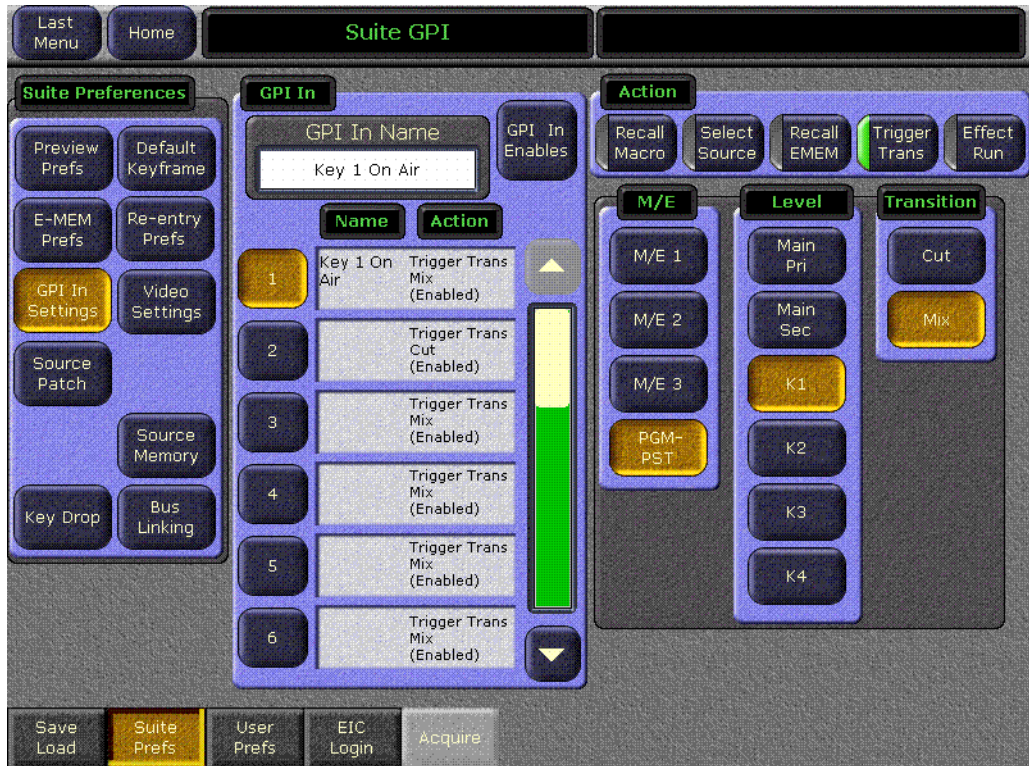 Last
Menu
Home
Suite GPI
Suite Preferences
Preview
Prefs
Default
Keyframe
E-MEM
Prefs
Re-entry
Prefs
GPI In
Settings
Video
Settings
Source
Patch
Source
Memory
Key Drop
Bus
Linking
GPI In
GPI In Name
Key 1 On Air
GPI In
Enables
Name
Action
1
Key 1 On
Air
Trigger Trans
Mix
(Enabled)
2
Trigger Trans
Cut
(Enabled)
3
Trigger Trans
Mix
(Enabled)
4
Trigger Trans
Mix
(Enabled)
5
Trigger Trans
Mix
(Enabled)
6
Trigger Trans
Mix
(Enabled)
Action
Recall
Macro
Select
Source
Recall
EMEM
Trigger
Trans
Effect
Run
M/E
M/E 1
M/E 2
M/E 3
PGM-
PST
Level
Main
Pri
Main
Sec
K1
K2
K3
K4
Transition
Cut
Mix
Save
Load
Suite
Prefs
User
Prefs
EIC
Login
Acquire